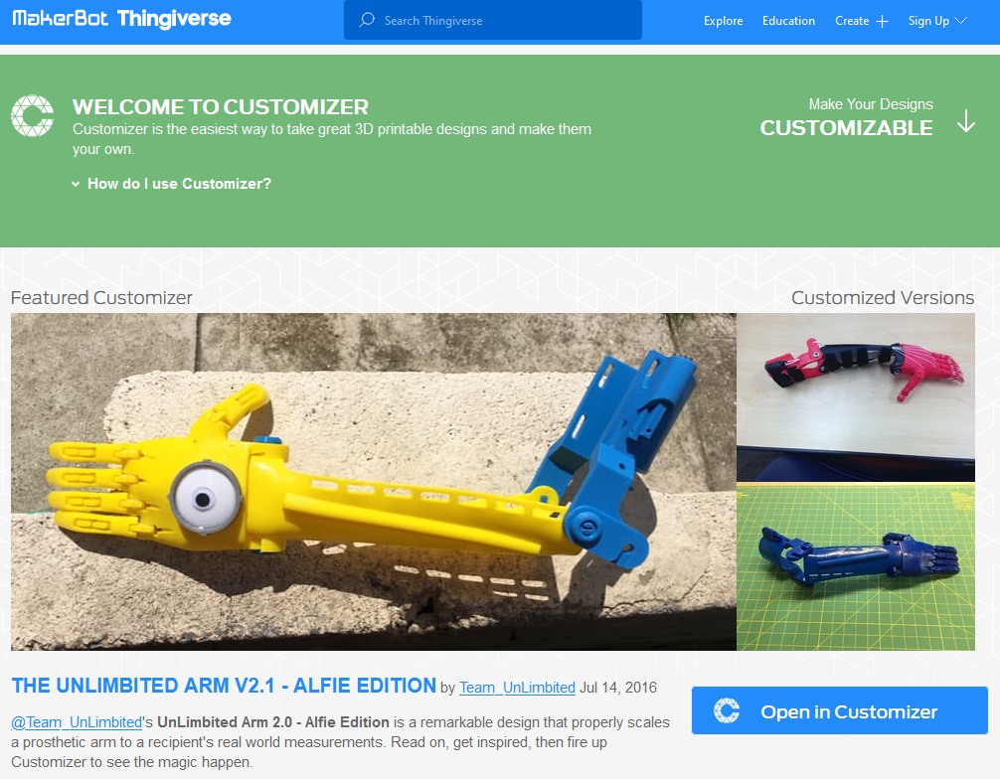 MakerBot Thingiverse
Search Thingiverse
Explore
Education
Create
Sign Up
WELCOME TO CUSTOMIZER
Customizer is the easiest way to take great 3D printable designs and make them
your own.
How do I use Customizer?
Make Your Designs
CUSTOMIZABLE
Featured Customizer
Customized Versions
THE UNLIMBITED ARM V2.1 - ALFIE EDITION by Team_UnLimbited Jul 14, 2016
@Team_UnLimbited's UnLimbited Arm 2.0 - Alfie Edition is a remarkable design that properly scales
a prosthetic arm to a recipient's real world measurements. Read on, get inspired, then fire up
Customizer to see the magic happen.
Open in Customizer